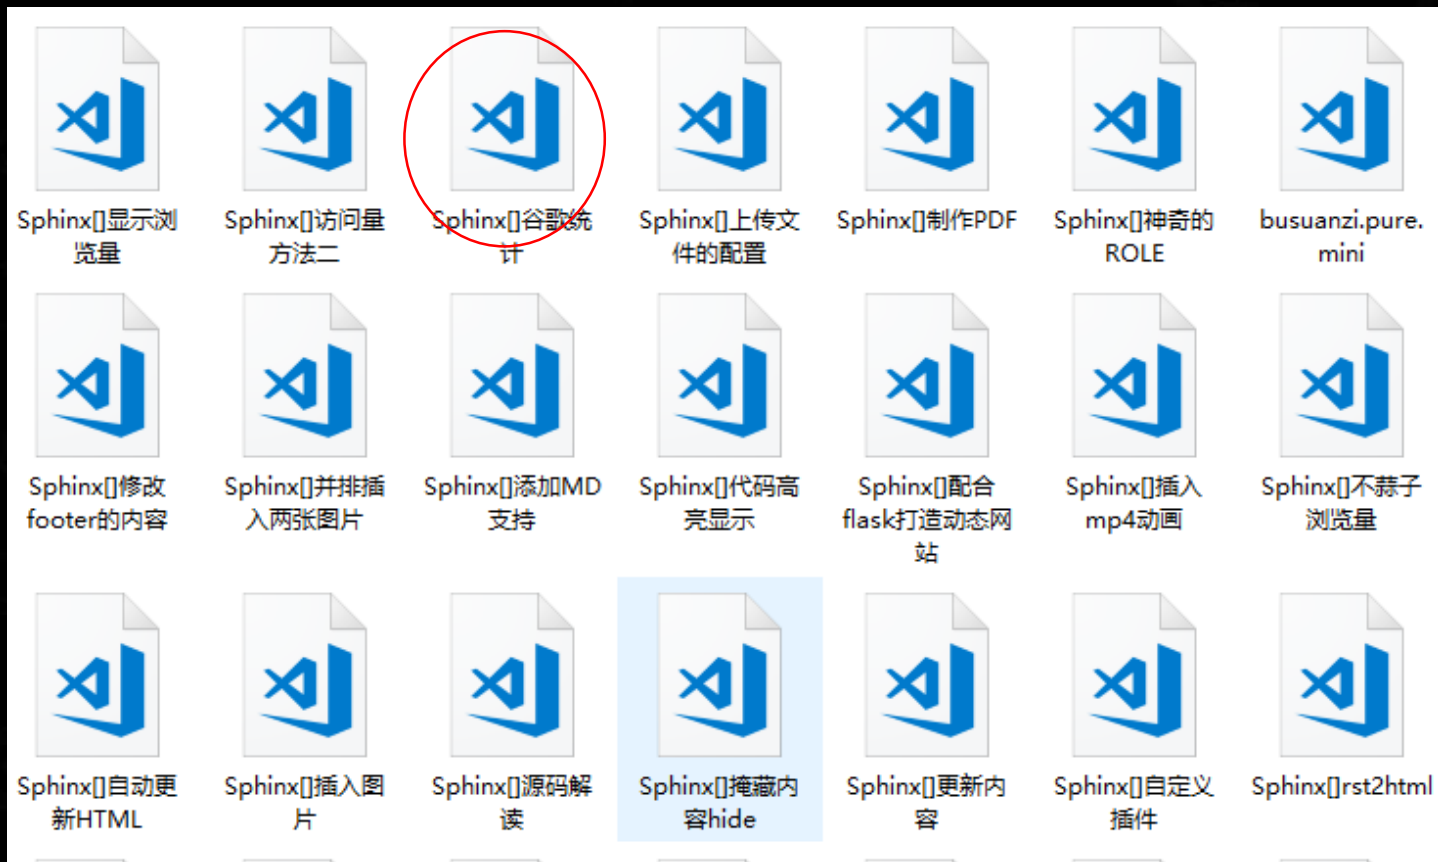 Sphinx[]显示浏
览量
Sphinx[]访问量
方法二
Sphinx[]谷歌统
计
Sphinx[]上传文
件的配置
Sphinx[]制作PDF
Sphinx[]神奇的
ROLE
busuanzi.pure.
mini
Sphinx[]修改
footer的内容
Sphinx[]并排插
入两张图片
Sphinx[]添加MD
支持
Sphinx[]代码高
亮显示
Sphinx[]配合
flask打造动态网
站
Sphinx[]插入
mp4动画
Sphinx[]不蒜子
浏览量
Sphinx[]自动更
新HTML
Sphinx[]插入图
片
Sphinx[]源码解
读
Sphinx[]掩藏内
容hide
Sphinx[]更新内
容
Sphinx[]自定义
插件
Sphinx[]rst2html